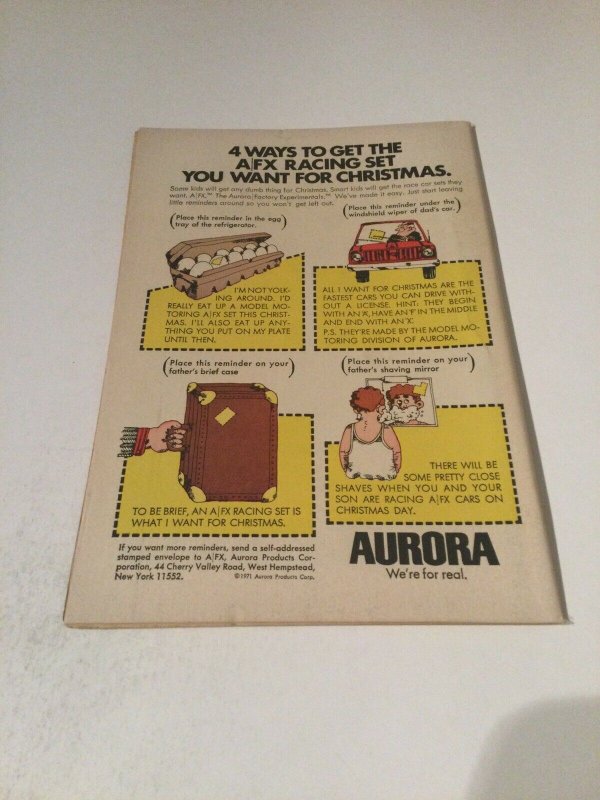 4 WAYS TO GET THE
A/FX RACING SET
YOU WANT FOR CHRISTMAS.
Some kids will get any dumb thing for Christmas. Smart kids will get the race car sets they
want, A/FX.™ The Aurora/Factory Experimentals.™ We've made it easy. Just start leaving
little reminders around so you won't get left out.
(Place this reminder in the egg
tray of the refrigerator.)
I'M NOT YOLK-
ING AROUND. I'D
REALLY EAT UP A MODEL MO-
TORING A/FX SET THIS CHRIST-
MAS. I'LL ALSO EAT UP ANY-
THING YOU PUT ON MY PLATE
UNTIL THEN.
(Place this reminder under the
windshield wiper of dad's car.)
ALL I WANT FOR CHRISTMAS ARE THE
FASTEST CARS YOU CAN DRIVE WITH-
OUT A LICENSE. HINT: THEY BEGIN
WITH AN 'A', HAVE AN 'F' IN THE MIDDLE
AND END WITH AN 'X'.
P.S. THEY'RE MADE BY THE MODEL MO-
TORING DIVISION OF AURORA.
(Place this reminder on your
father's brief case)
TO BE BRIEF, AN A/FX RACING SET IS
WHAT I WANT FOR CHRISTMAS.
(Place this reminder on your
father's shaving mirror)
THERE WILL BE
SOME PRETTY CLOSE
SHAVES WHEN YOU AND YOUR
SON ARE RACING A/FX CARS ON
CHRISTMAS DAY.
If you want more reminders, send a self-addressed
stamped envelope to A/FX, Aurora Products Cor-
poration, 44 Cherry Valley Road, West Hempstead,
New York 11552.
©1971 Aurora Products Corp.
AURORA
We're for real.